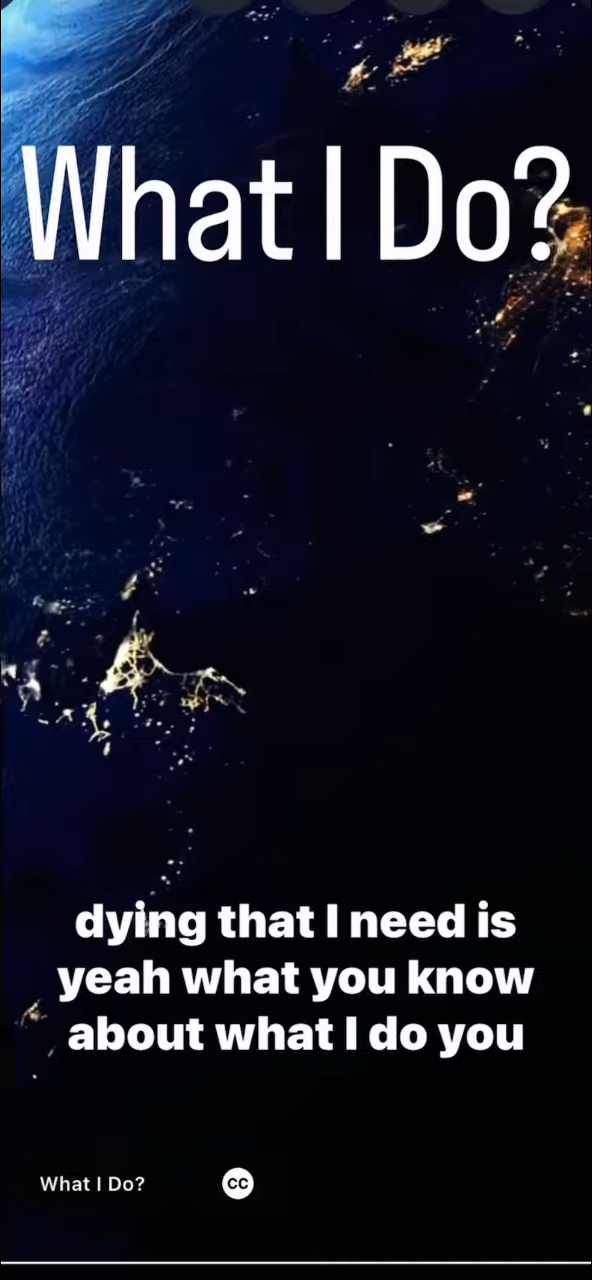 What I Do?
dying that I need is
yeah what you know
about what I do you
What I Do?
CC